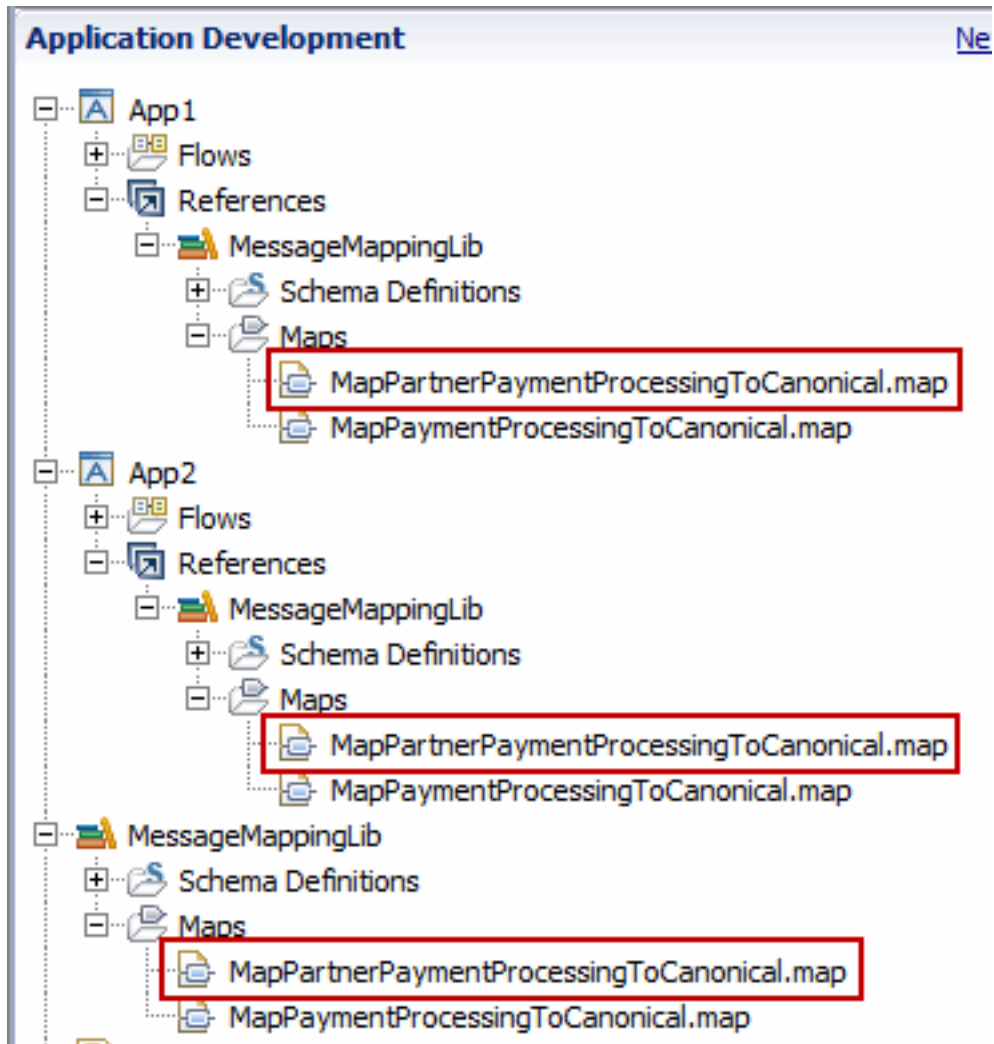 Application Development Ne
App1
Flows
References
MessageMappingLib
Schema Definitions
Maps
MapPartnerPaymentProcessingToCanonical.map
MapPaymentProcessingToCanonical.map
App2
Flows
References
MessageMappingLib
Schema Definitions
Maps
MapPartnerPaymentProcessingToCanonical.map
MapPaymentProcessingToCanonical.map
MessageMappingLib
Schema Definitions
Maps
MapPartnerPaymentProcessingToCanonical.map
MapPaymentProcessingToCanonical.map